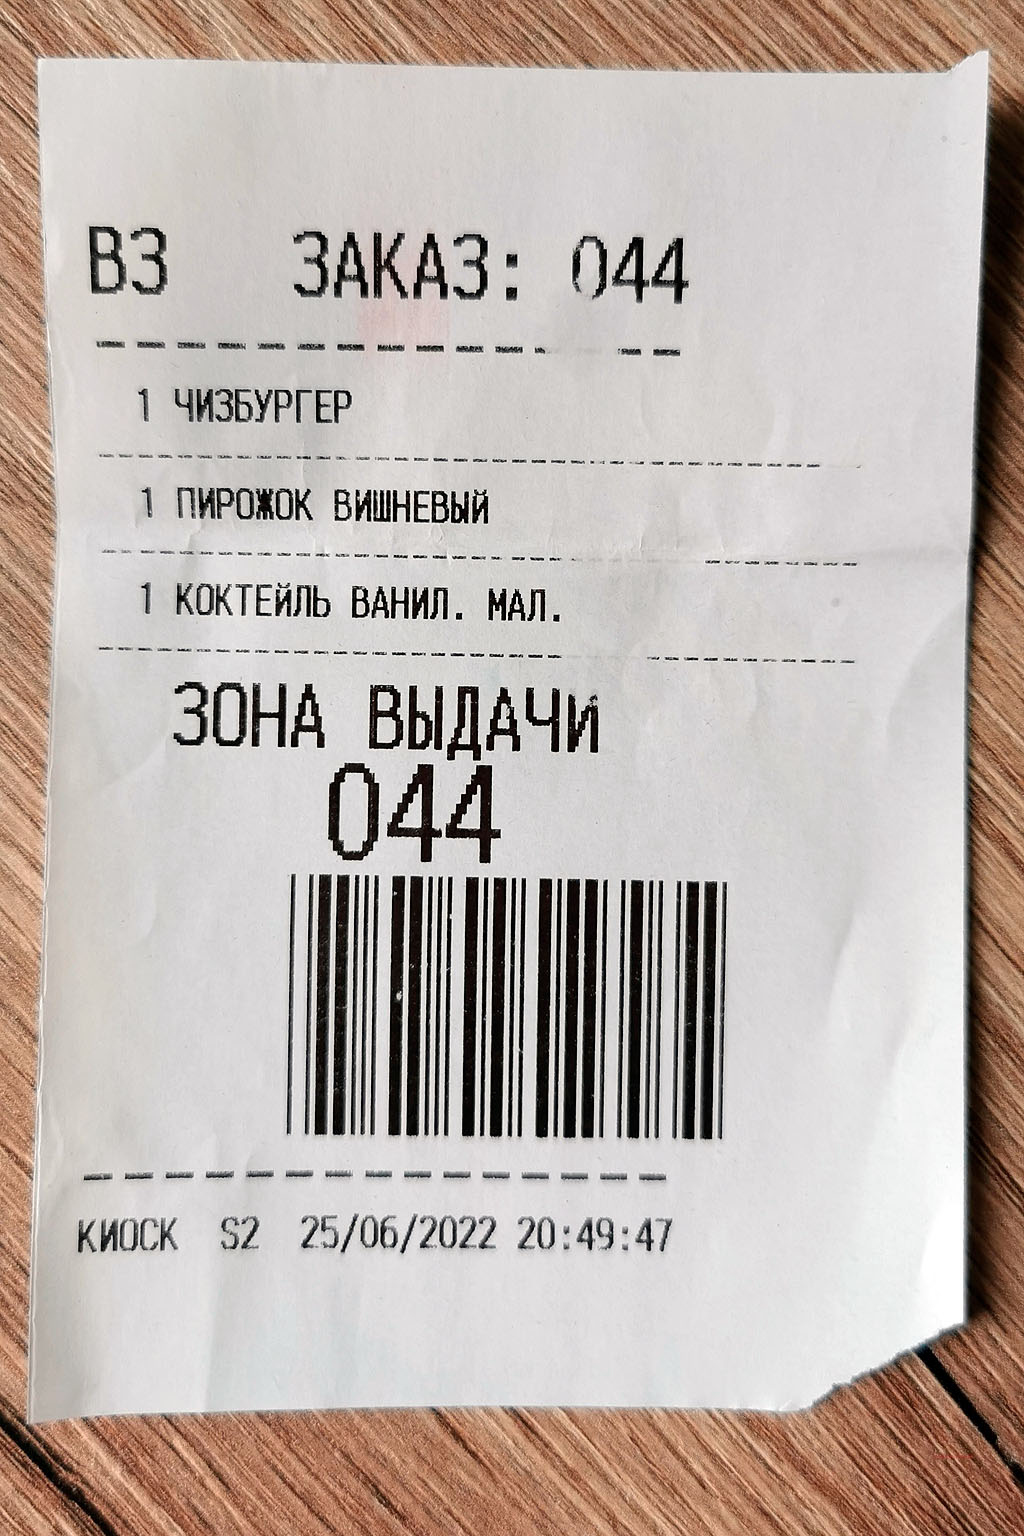 ВЗ ЗАКАЗ: 044
1 ЧИЗБУРГЕР
1 ПИРОЖОК ВИШНЕВЫЙ
1 КОКТЕЙЛЬ ВАНИЛ. МАЛ.
ЗОНА ВЫДАЧИ
044
КИОСК S2 25/06/2022 20:49:47